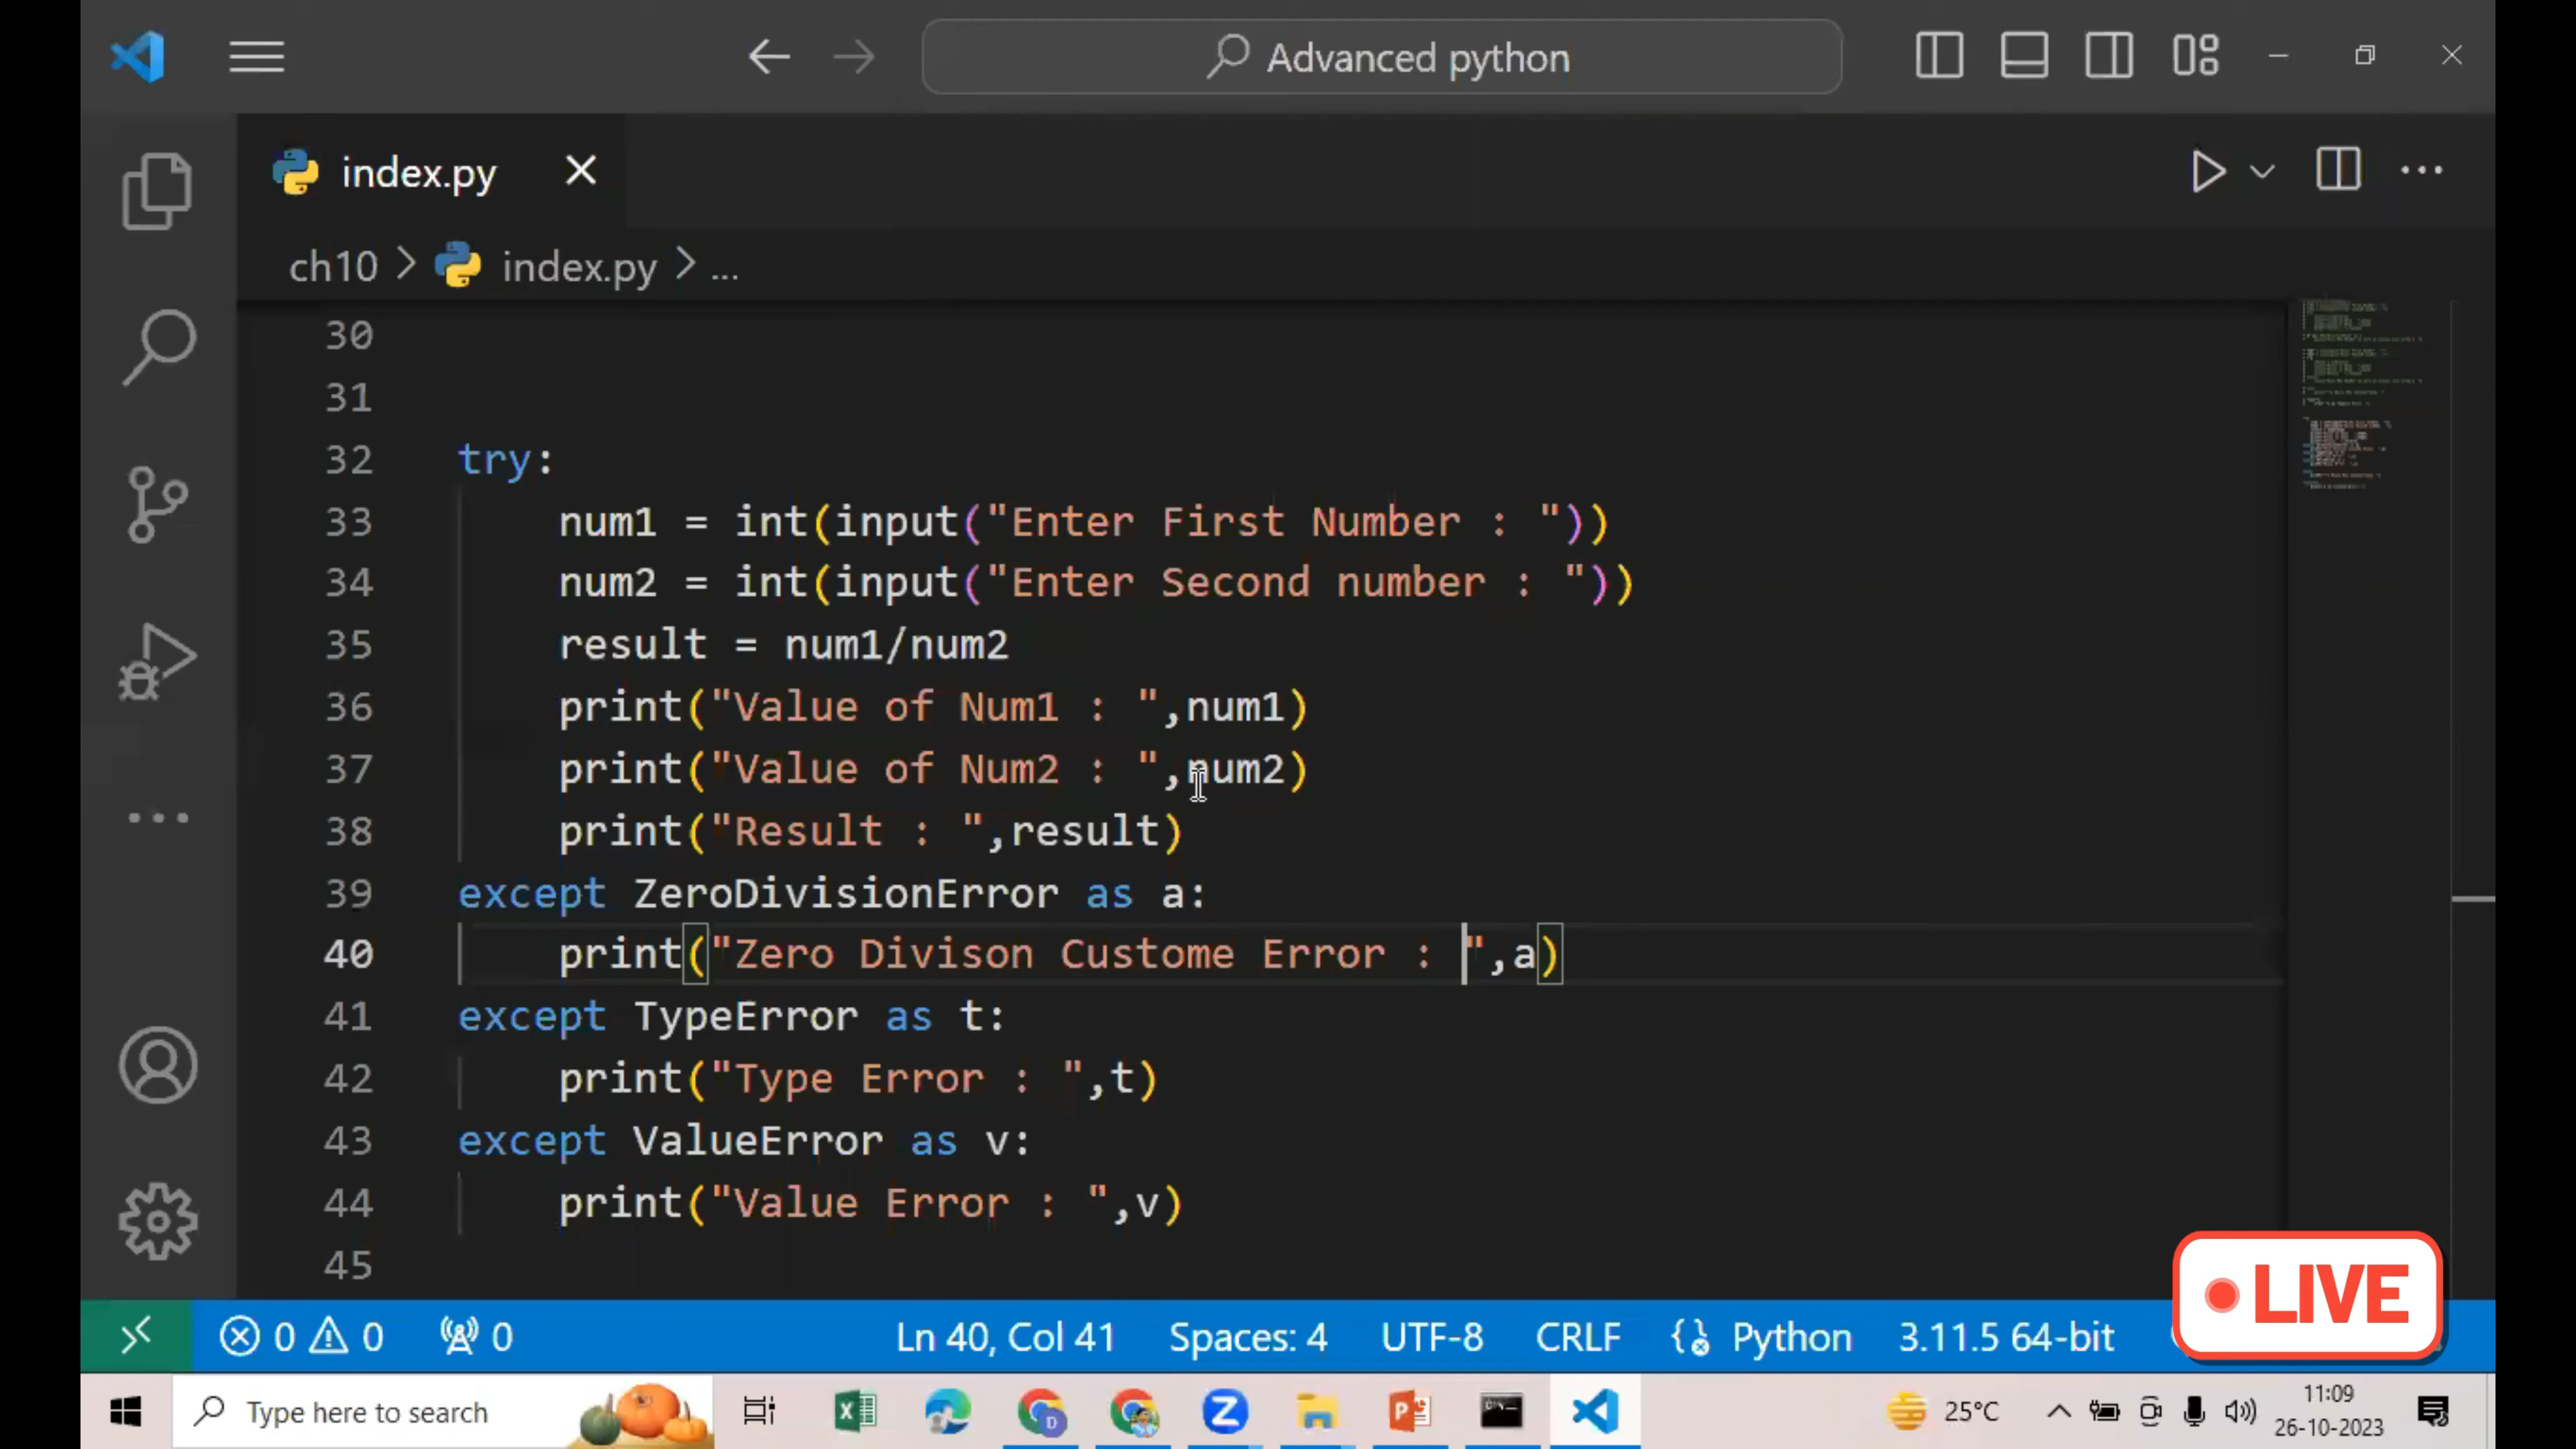 Advanced python
index.py
ch10 > index.py > ...
30
31
32 try:
33 num1 = int(input("Enter First Number : "))
34 num2 = int(input("Enter Second number : "))
35 result = num1/num2
36 print("Value of Num1 : ",num1)
37 print("Value of Num2 : ",num2)
38 print("Result : ",result)
39 except ZeroDivisionError as a:
40 print("Zero Divison Custome Error : ",a)
41 except TypeError as t:
42 print("Type Error : ",t)
43 except ValueError as v:
44 print("Value Error : ",v)
45
LIVE
0 0 0 Ln 40, Col 41 Spaces: 4 UTF-8 CRLF Python 3.11.5 64-bit
Type here to search 25°C 11:09
26-10-2023